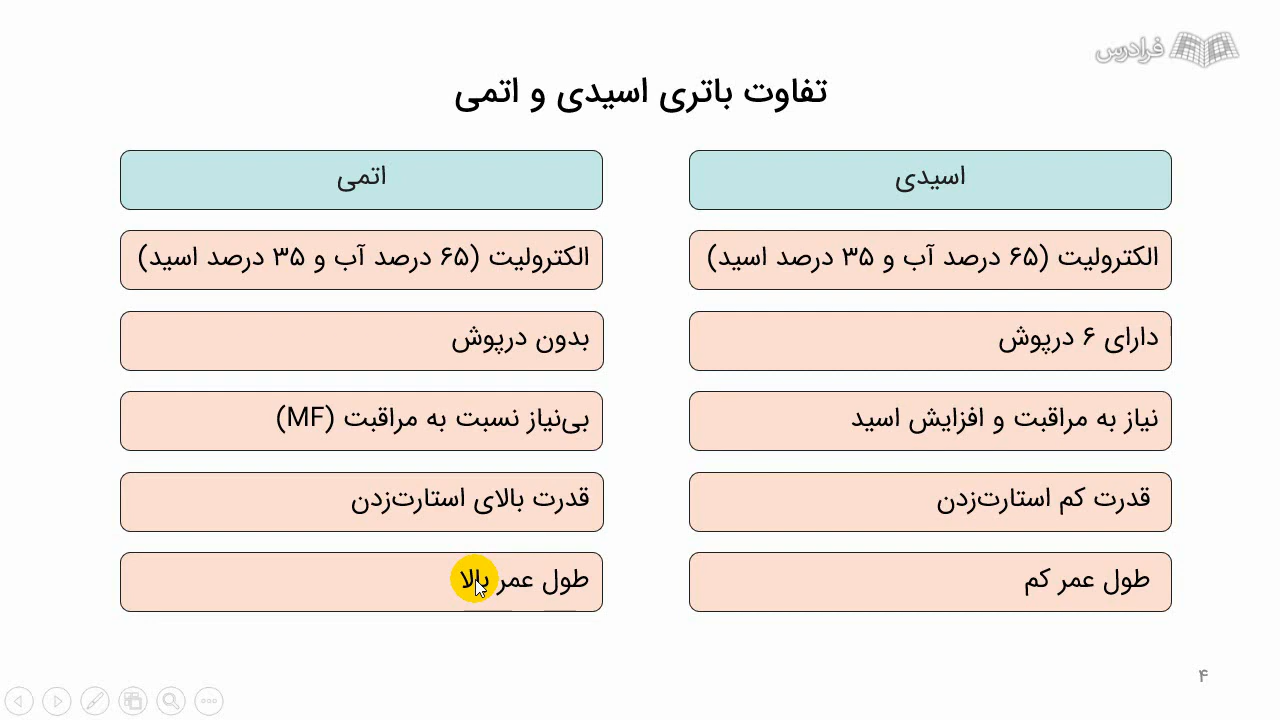 فرادرس
تفاوت باتری اسیدی و اتمی
اسیدی
اتمی
الکترولیت (۶۵ درصد آب و ۳۵ درصد اسید)
الکترولیت (۶۵ درصد آب و ۳۵ درصد اسید)
دارای ۶ درپوش
بدون درپوش
نیاز به مراقبت و افزایش اسید
بی‌نیاز نسبت به مراقبت (MF)
قدرت کم استارت‌زدن
قدرت بالای استارت‌زدن
طول عمر کم
طول عمر بالا
۴